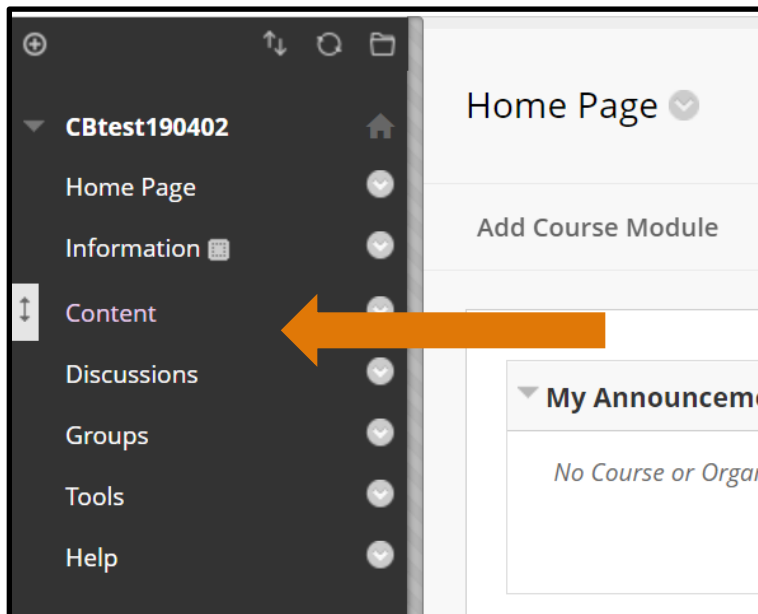 CBtest190402
Home Page
Information
Content
Discussions
Groups
Tools
Help
Home Page
Add Course Module
My Announceme
No Course or Organ